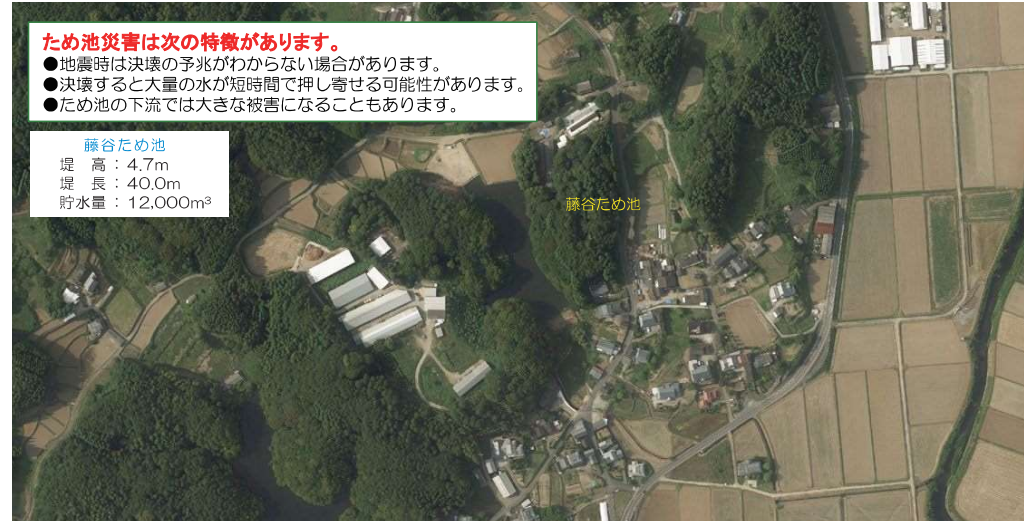 ため池災害は次の特徴があります。
●地震時は決壊の予兆がわからない場合があります。
●決壊すると大量の水が短時間で押し寄せる可能性があります。
●ため池の下流では大きな被害になることもあります。
藤谷ため池
堤　高：4.7m
堤　長：40.0m
貯水量：12,000m³
藤谷ため池